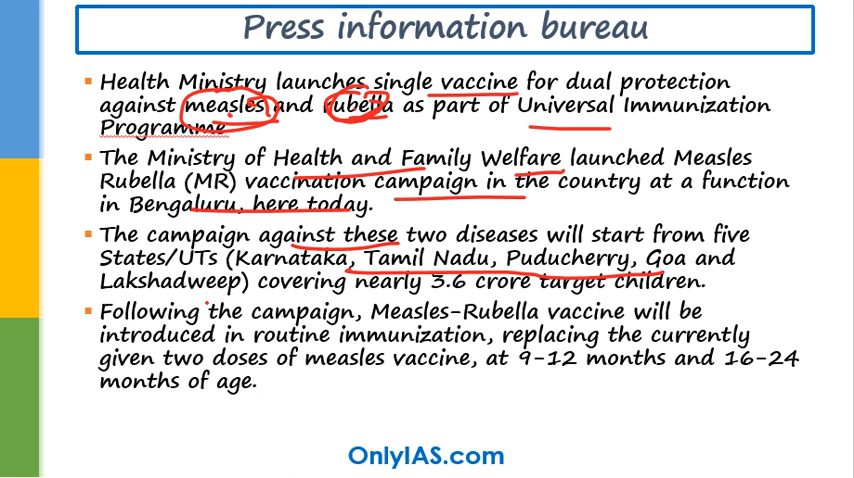 Press information bureau
Health Ministry launches single vaccine for dual protection
against measles and rubella as part of Universal Immunization
Programme
The Ministry of Health and Family Welfare launched Measles
Rubella (MR) vaccination campaign in the country at a function
in Bengaluru, here today.
The campaign against these two diseases will start from five
States/UTs (Karnataka, Tamil Nadu, Puducherry, Goa and
Lakshadweep) covering nearly 3.6 crore target children.
Following the campaign, Measles-Rubella vaccine will be
introduced in routine immunization, replacing the currently
given two doses of measles vaccine, at 9-12 months and 16-24
months of age.
OnlyIAS.com